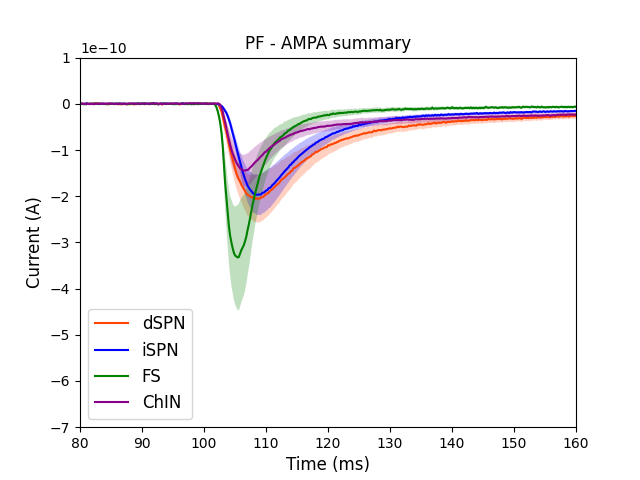 PF - AMPA summary
1e−10
1
0
−1
−2
−3
−4
−5
−6
−7
Current (A)
dSPN
iSPN
FS
ChIN
80 90 100 110 120 130 140 150 160
Time (ms)